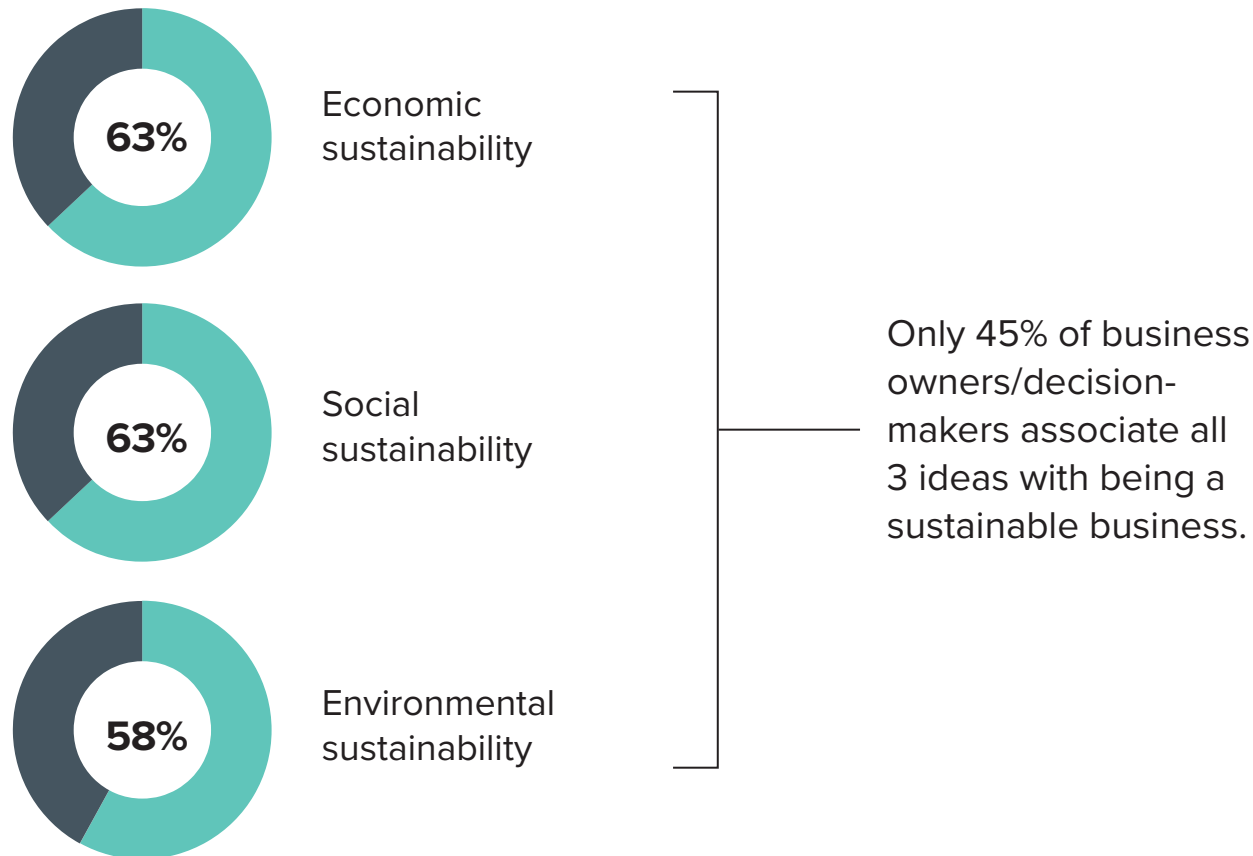 63%
Economic
sustainability
63%
Social
sustainability
58%
Environmental
sustainability
Only 45% of business
owners/decision-
makers associate all
3 ideas with being a
sustainable business.